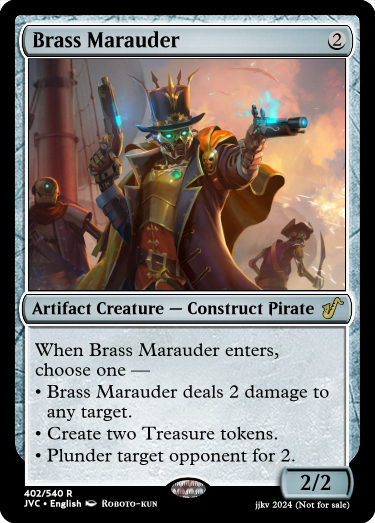 Brass Marauder 2
Artifact Creature — Construct Pirate
When Brass Marauder enters,
choose one —
• Brass Marauder deals 2 damage to
any target.
• Create two Treasure tokens.
• Plunder target opponent for 2.
2/2
402/540 R
JVC • English Roboto-kun
jjkv 2024 (Not for sale)